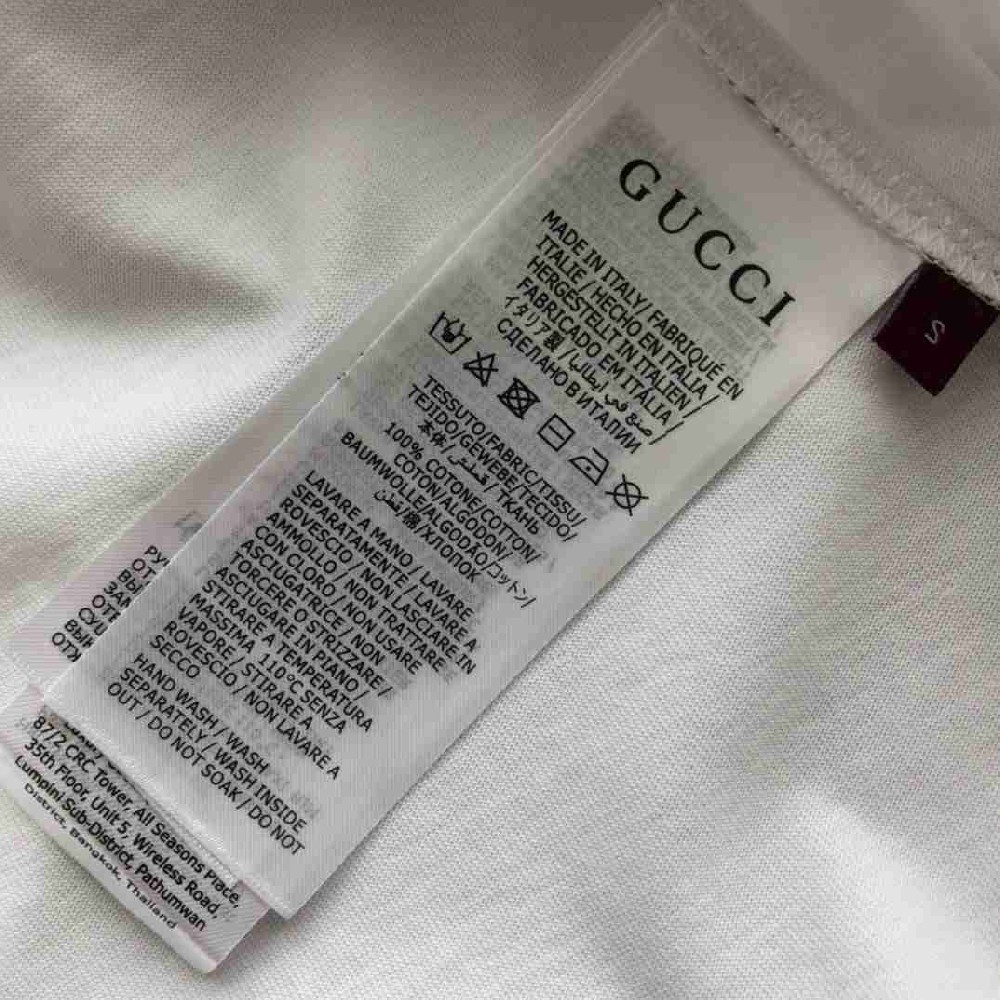 GUCCI
MADE IN ITALY/ FABRIQUÉ EN
ITALIE / HECHO EN ITALIA /
HERGESTELLT IN ITALIEN /
FABRICADO EM ITÁLIA /
イタリア製 / صنع في إيطاليا /
СДЕЛАНО В ИТАЛИИ
S
TESSUTO/FABRIC/TISSU/
TEJIDO/GEWEBE/TECIDO/
本体/ قماش / ТКАНЬ
100% COTONE/COTTON/
COTON/ALGODON/
BAUMWOLLE/ALGODÃO/コットン/
قطن/棉/ХЛОПОК
LAVARE A MANO / LAVARE
SEPARATAMENTE / LAVARE A
ROVESCIO / NON LASCIARE IN
AMMOLLO / NON TRATTARE
CON CLORO / NON USARE
ASCIUGATRICE / NON
TORCERE O STRIZZARE /
ASCIUGARE IN PIANO /
STIRARE A TEMPERATURA
MASSIMA 110°C SENZA
VAPORE / STIRARE A
ROVESCIO / NON LAVARE A
SECCO
HAND WASH / WASH
SEPARATELY / WASH INSIDE
OUT / DO NOT SOAK / DO NOT
87/2 CRC Tower, All Seasons Place,
35th Floor, Unit 5, Wireless Road,
Lumpini Sub-District, Pathumwan
District, Bangkok, Thailand